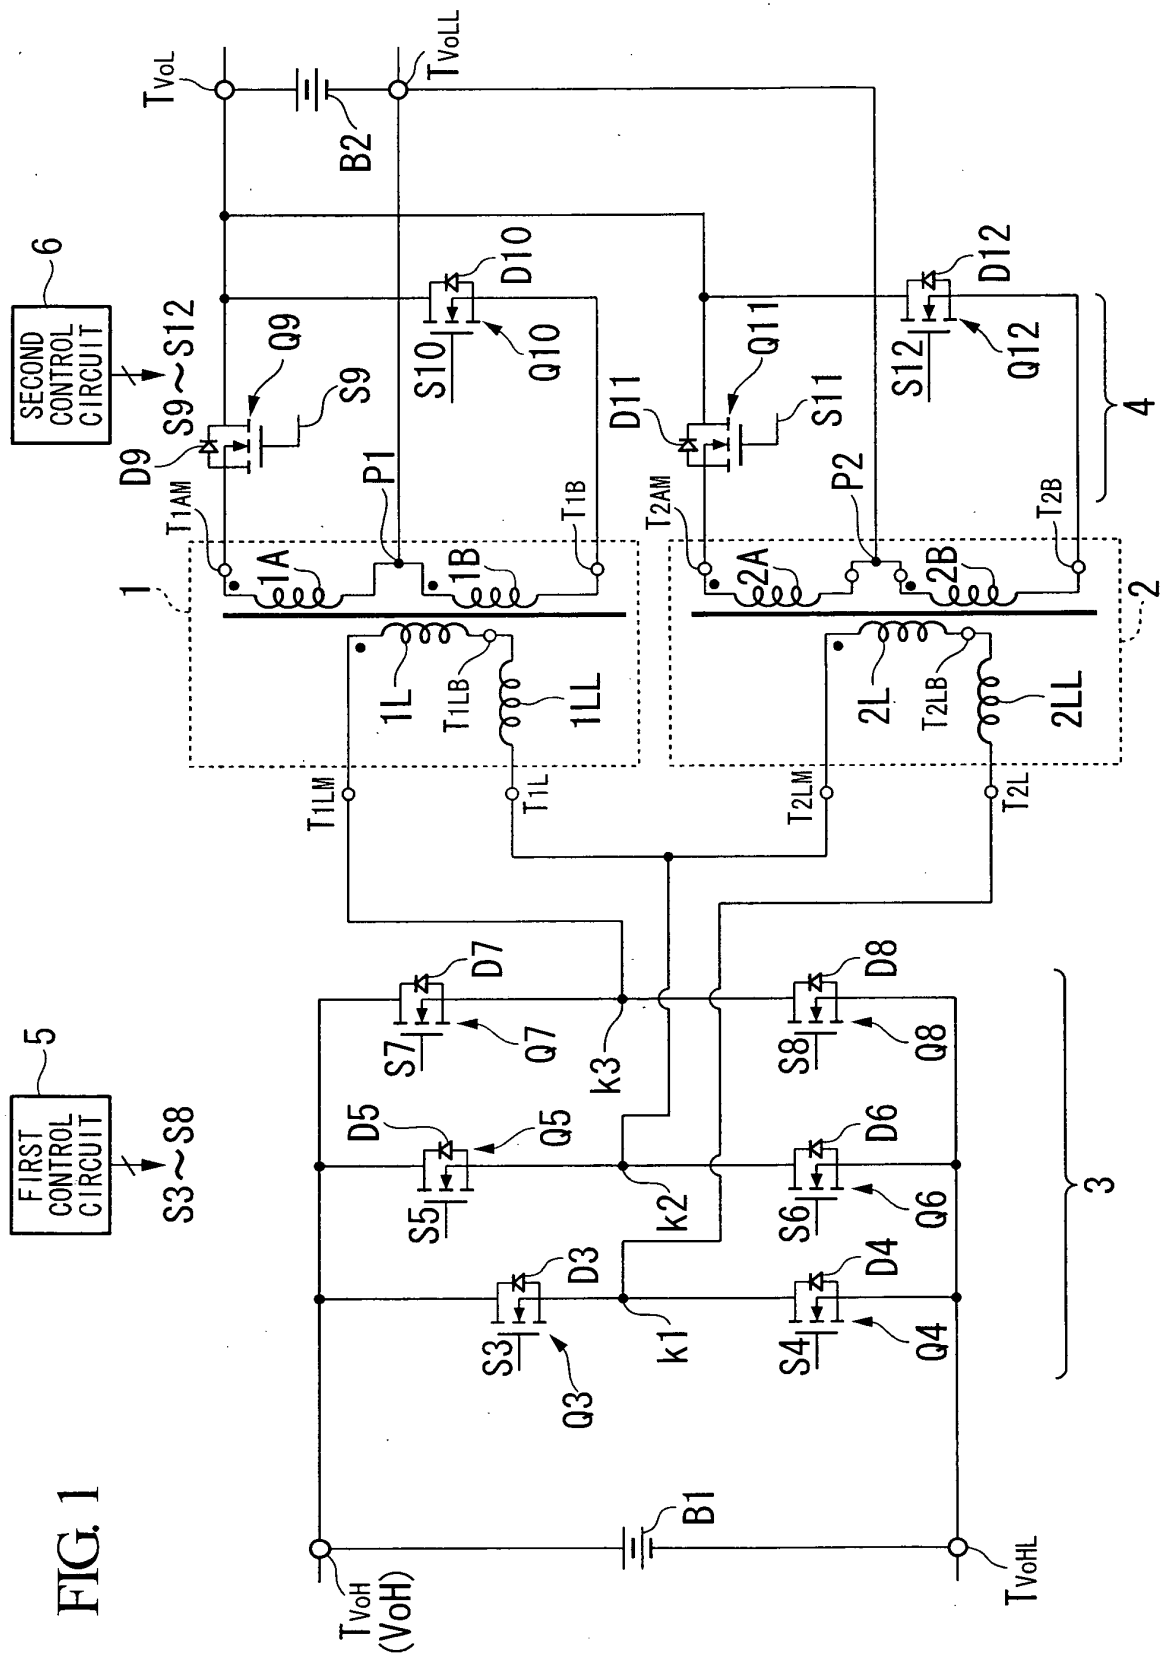 FIG. 1
FIRST
CONTROL
CIRCUIT
5
S3~S8
SECOND
CONTROL
CIRCUIT
6
S9~S12
TVoH
(VoH)
TVoHL
B1
S3
Q3
D3
k1
S4
Q4
D4
S5
D5
Q5
k2
S6
Q6
D6
S7
Q7
D7
k3
S8
Q8
D8
3
T1LM
T1L
T2LM
T2L
1
1L
T1LB
1LL
1A
1B
T1AM
P1
T1B
2
2L
T2LB
2LL
2A
2B
T2AM
P2
T2B
D9
Q9
S9
S10
Q10
D10
D11
Q11
S11
S12
Q12
D12
4
TVoL
B2
TVoLL